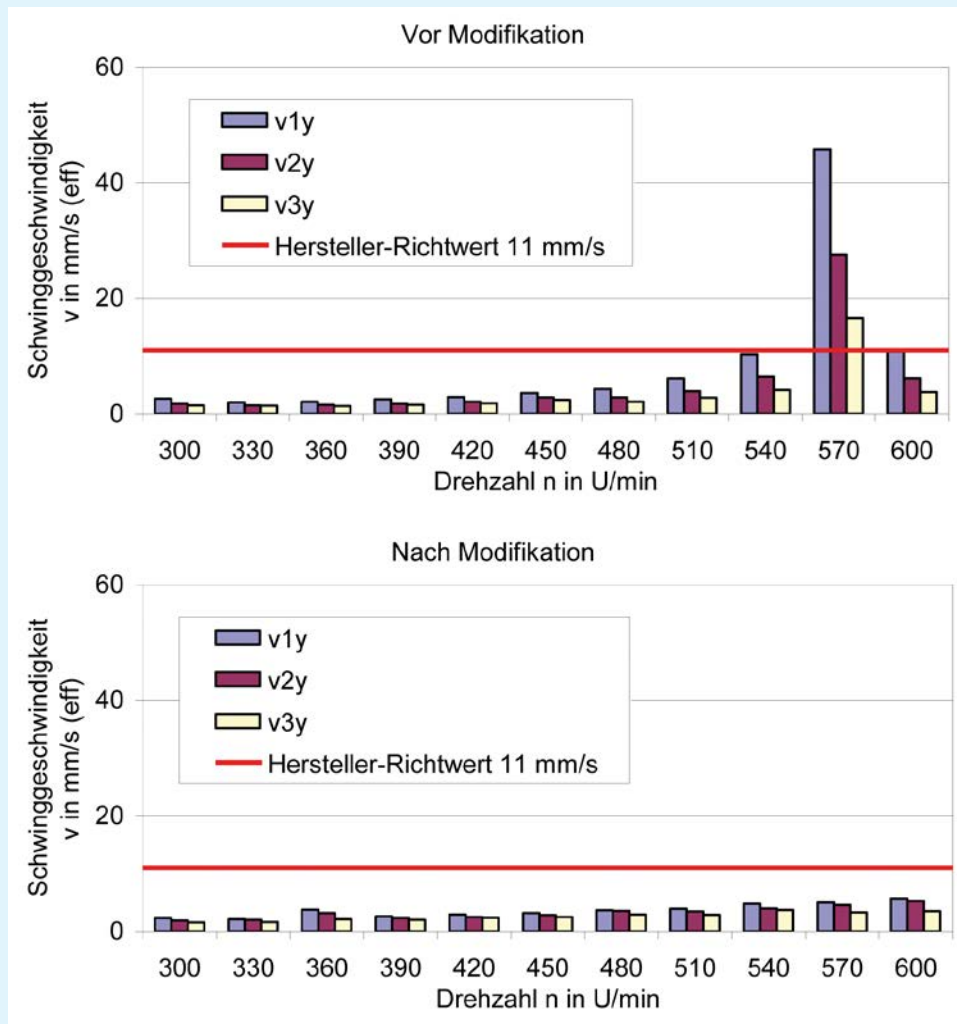 Vor Modifikation
Schwinggeschwindigkeit
v in mm/s (eff)
60
40
20
0
v1y
v2y
v3y
Hersteller-Richtwert 11 mm/s
300 330 360 390 420 450 480 510 540 570 600
Drehzahl n in U/min
Nach Modifikation
Schwinggeschwindigkeit
v in mm/s (eff)
60
40
20
0
v1y
v2y
v3y
Hersteller-Richtwert 11 mm/s
300 330 360 390 420 450 480 510 540 570 600
Drehzahl n in U/min